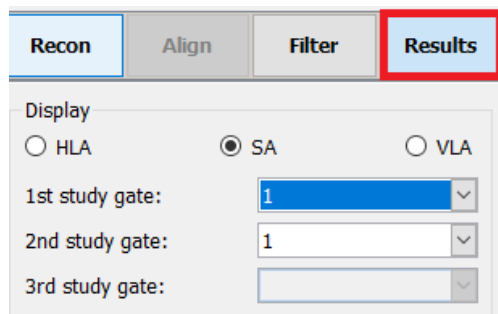 Recon Align Filter Results
Display
HLA SA VLA
1st study gate: 1
2nd study gate: 1
3rd study gate: